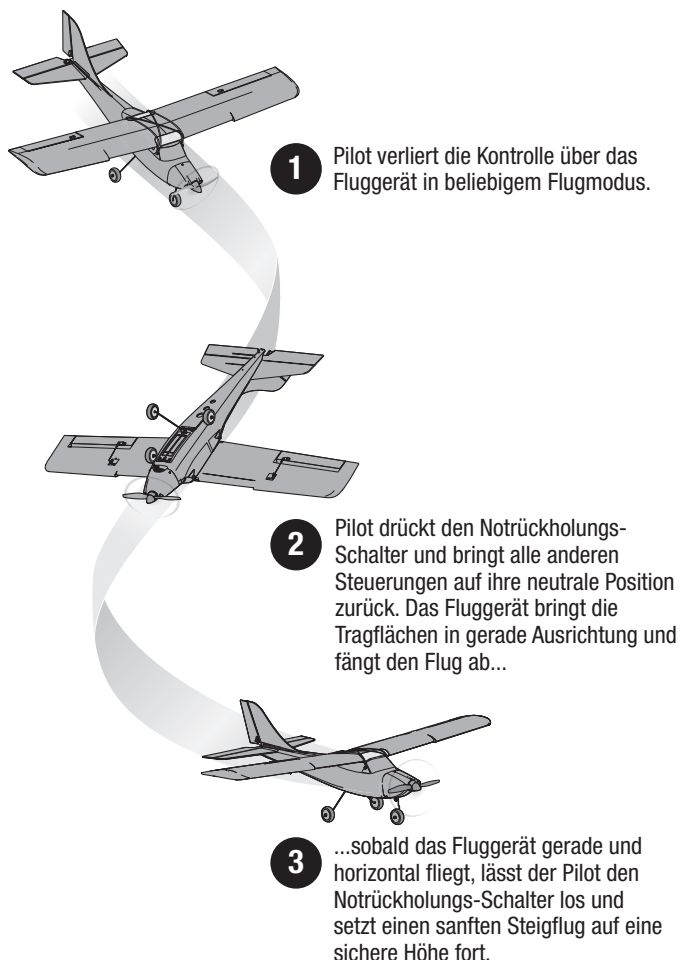 1
Pilot verliert die Kontrolle über das
Fluggerät in beliebigem Flugmodus.
2
Pilot drückt den Notrückholungs-
Schalter und bringt alle anderen
Steuerungen auf ihre neutrale Position
zurück. Das Fluggerät bringt die
Tragflächen in gerade Ausrichtung und
fängt den Flug ab...
3
...sobald das Fluggerät gerade und
horizontal fliegt, lässt der Pilot den
Notrückholungs-Schalter los und
setzt einen sanften Steigflug auf eine
sichere Höhe fort.